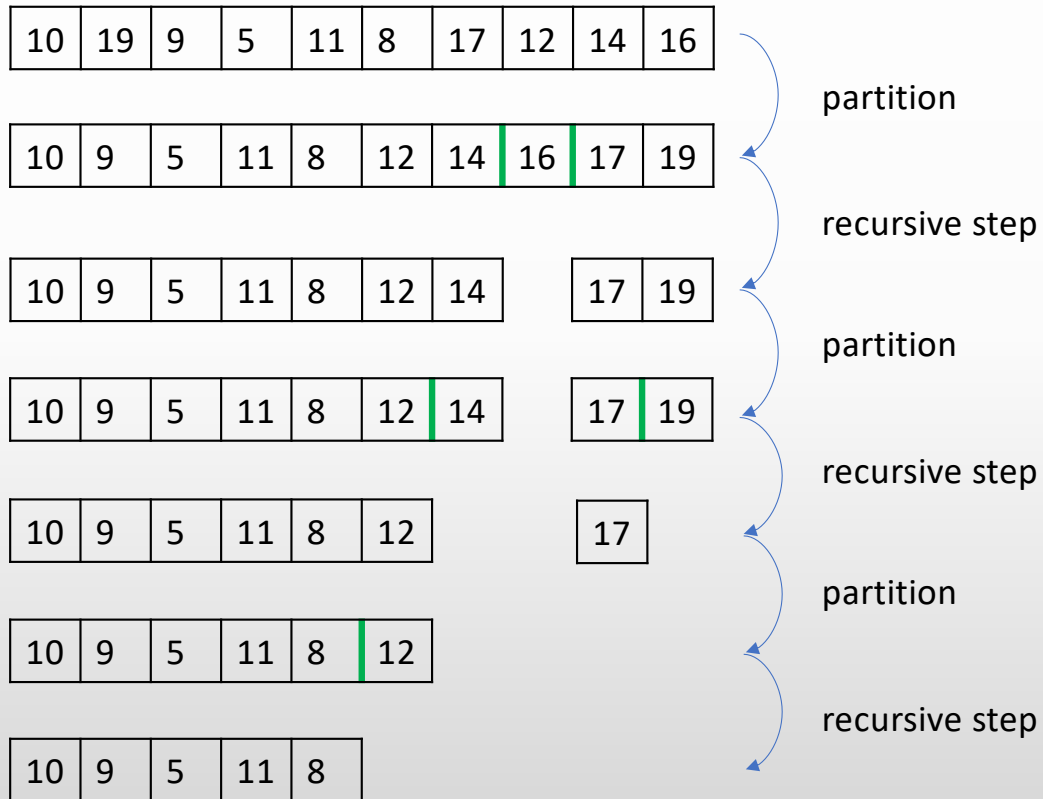 10 19 9 5 11 8 17 12 14 16
partition
10 9 5 11 8 12 14 16 17 19
recursive step
10 9 5 11 8 12 14 17 19
partition
10 9 5 11 8 12 14 17 19
recursive step
10 9 5 11 8 12 17
partition
10 9 5 11 8 12
recursive step
10 9 5 11 8